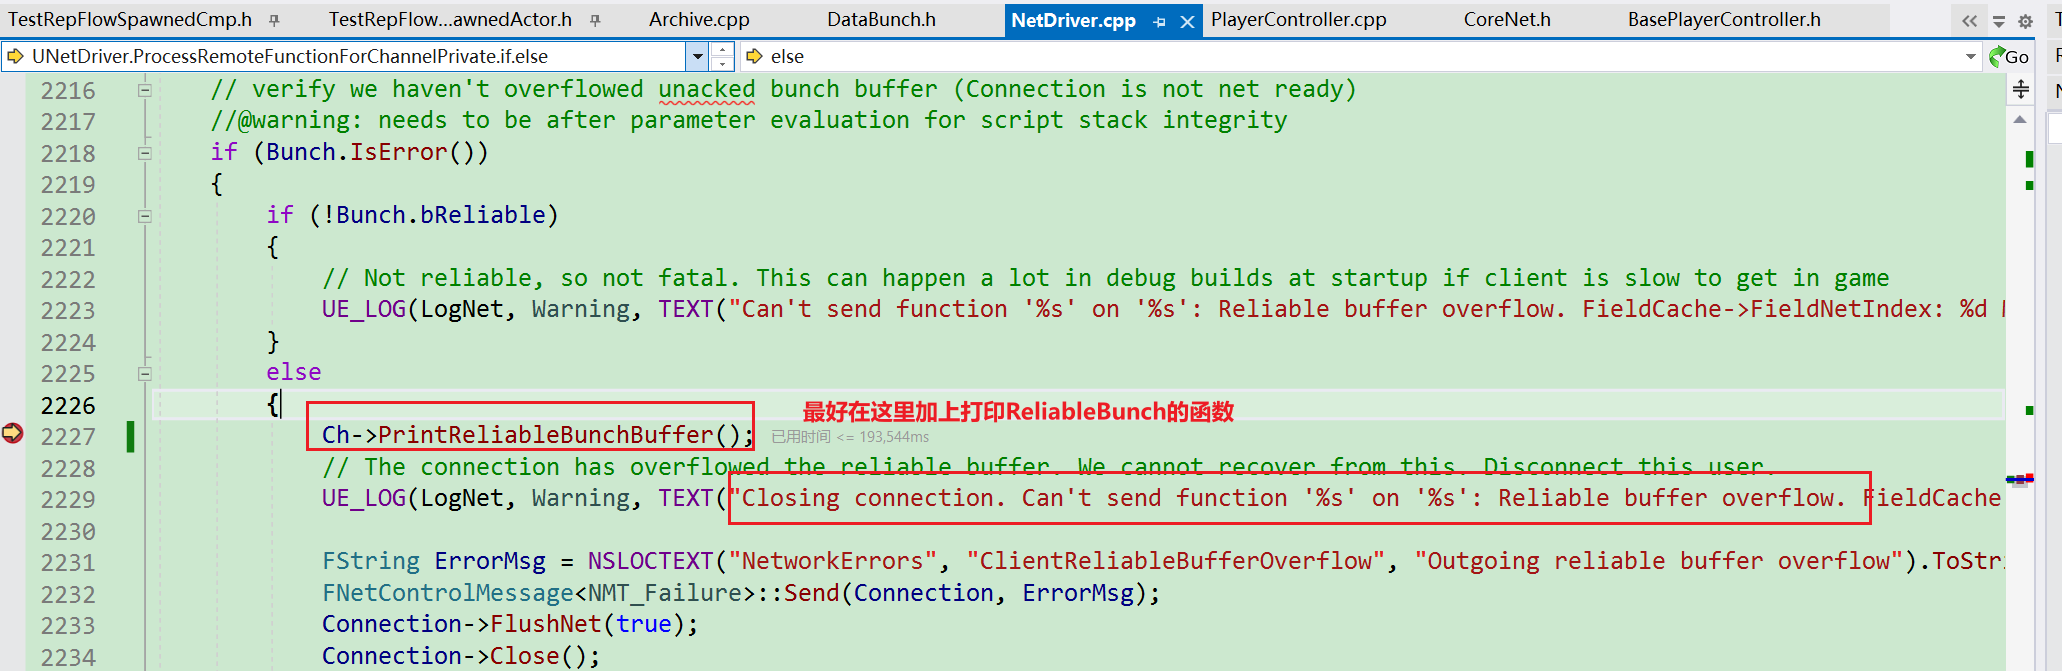 TestRepFlowSpawnedCmp.h TestRepFlow...awnedActor.h Archive.cpp DataBunch.h NetDriver.cpp PlayerController.cpp CoreNet.h BasePlayerController.h
UNetDriver.ProcessRemoteFunctionForChannelPrivate.if.else else Go
2216 // verify we haven't overflowed unacked bunch buffer (Connection is not net ready)
2217 //@warning: needs to be after parameter evaluation for script stack integrity
2218 if (Bunch.IsError())
2219 {
2220 if (!Bunch.bReliable)
2221 {
2222 // Not reliable, so not fatal. This can happen a lot in debug builds at startup if client is slow to get in game
2223 UE_LOG(LogNet, Warning, TEXT("Can't send function '%s' on '%s': Reliable buffer overflow. FieldCache->FieldNetIndex: %d M
2224 }
2225 else
2226 {
最好在这里加上打印ReliableBunch的函数
2227 Ch->PrintReliableBunchBuffer(); 已用时间 <= 193,544ms
2228 // The connection has overflowed the reliable buffer. We cannot recover from this. Disconnect this user.
2229 UE_LOG(LogNet, Warning, TEXT("Closing connection. Can't send function '%s' on '%s': Reliable buffer overflow. FieldCache
2230
2231 FString ErrorMsg = NSLOCTEXT("NetworkErrors", "ClientReliableBufferOverflow", "Outgoing reliable buffer overflow").ToStri
2232 FNetControlMessage<NMT_Failure>::Send(Connection, ErrorMsg);
2233 Connection->FlushNet(true);
2234 Connection->Close();